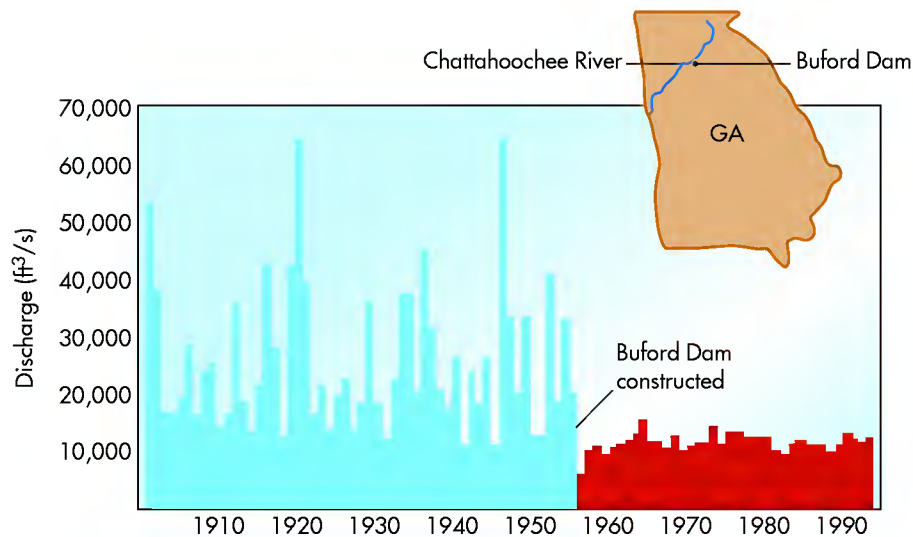 Chattahoochee River
Buford Dam
GA
70,000
60,000
50,000
40,000
30,000
20,000
10,000
Discharge (ft³/s)
Buford Dam
constructed
1910 1920 1930 1940 1950 1960 1970 1980 1990